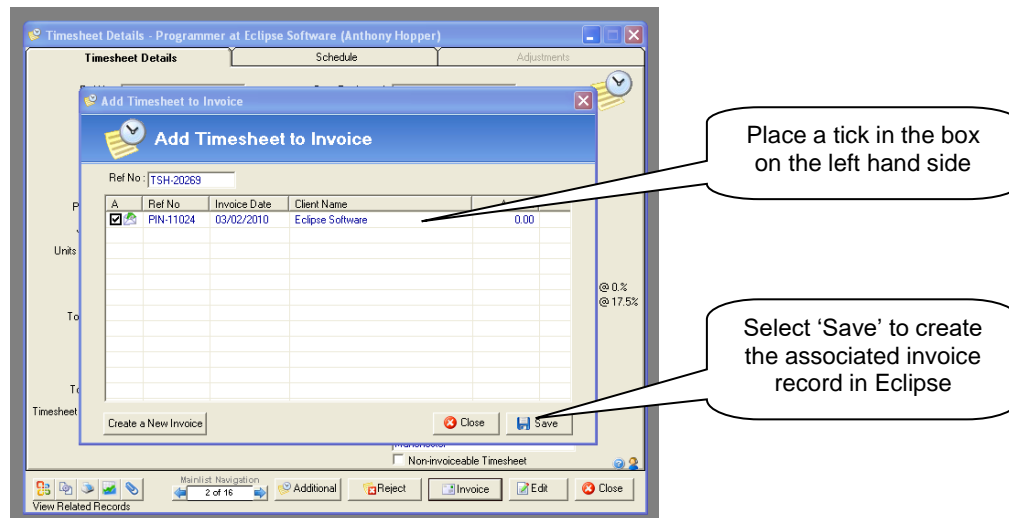 Timesheet Details - Programmer at Eclipse Software (Anthony Hopper)
Timesheet Details Schedule Adjustments
Add Timesheet to Invoice
Add Timesheet to Invoice
Ref No : TSH-20269
A Ref No Invoice Date Client Name
PIN-11024 03/02/2010 Eclipse Software 0.00
Units
@ 0.%
@ 17.5%
To
To
Timesheet
Create a New Invoice Close Save
Non-invoiceable Timesheet
Mainlist Navigation
2 of 16 Additional Reject Invoice Edit Close
View Related Records
Place a tick in the box
on the left hand side
Select ‘Save’ to create
the associated invoice
record in Eclipse